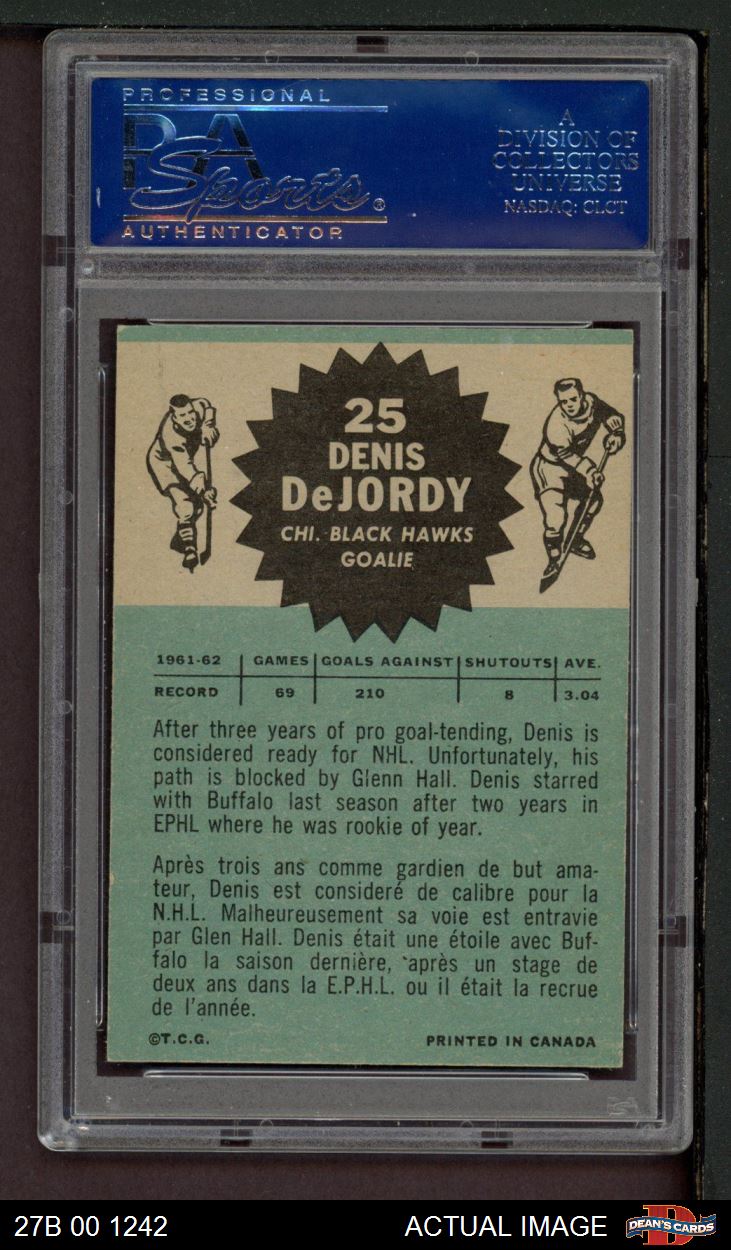 PROFESSIONAL
PSA
Sports®
AUTHENTICATOR
A
DIVISION OF
COLLECTORS
UNIVERSE
NASDAQ: CLCT
25
DENIS
DeJORDY
CHI. BLACK HAWKS
GOALIE
1961-62 GAMES GOALS AGAINST SHUTOUTS AVE.
RECORD 69 210 8 3.04
After three years of pro goal-tending, Denis is
considered ready for NHL. Unfortunately, his
path is blocked by Glenn Hall. Denis starred
with Buffalo last season after two years in
EPHL where he was rookie of year.
Après trois ans comme gardien de but ama-
teur, Denis est consideré de calibre pour la
N.H.L. Malheureusement sa voie est entravie
par Glen Hall. Denis était une étoile avec Buf-
falo la saison dernière, après un stage de
deux ans dans la E.P.H.L. ou il était la recrue
de l'année.
©T.C.G. PRINTED IN CANADA
27B 00 1242 ACTUAL IMAGE DEAN'S CARDS